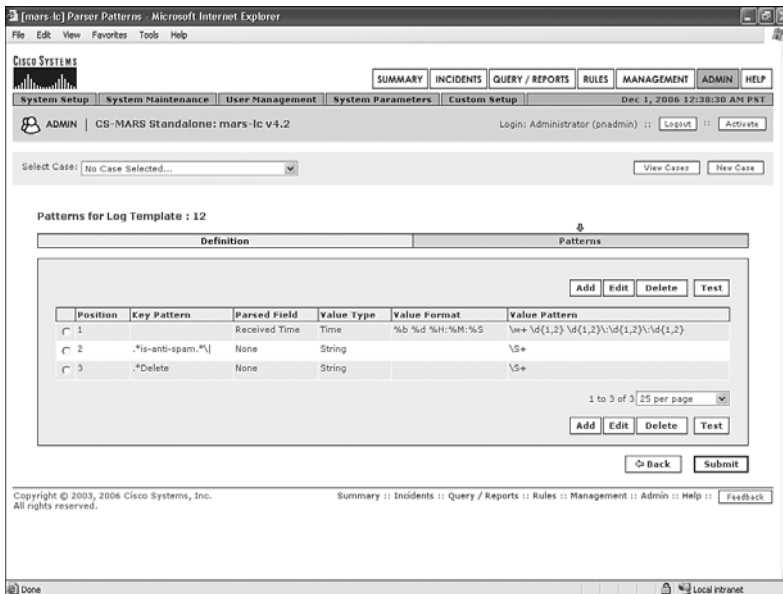 [mars-lc] Parser Patterns - Microsoft Internet Explorer
File Edit View Favorites Tools Help
CISCO SYSTEMS
SUMMARY INCIDENTS QUERY / REPORTS RULES MANAGEMENT ADMIN HELP
System Setup System Maintenance User Management System Parameters Custom Setup Dec 1, 2006 12:38:30 AM PST
ADMIN | CS-MARS Standalone: mars-lc v4.2 Login: Administrator (pnadmin) :: Logout :: Activate
Select Case: No Case Selected... View Cases New Case
Patterns for Log Template : 12
Definition Patterns
Add Edit Delete Test
Position Key Pattern Parsed Field Value Type Value Format Value Pattern
1 Received Time Time %b %d %H:%M:%S \w+ \d{1,2} \d{1,2}\:\d{1,2}\:\d{1,2}
2 .*is-anti-spam.*\| None String \S+
3 .*Delete None String \S+
1 to 3 of 3 25 per page
Add Edit Delete Test
Back Submit
Copyright © 2003, 2006 Cisco Systems, Inc. Summary :: Incidents :: Query / Reports :: Rules :: Management :: Admin :: Help :: Feedback
All rights reserved.
Done Local intranet